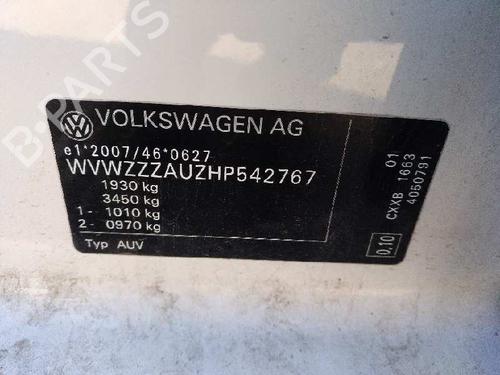 VOLKSWAGEN AG
e1*2007/46*0627
WVWZZZAUZHP542767
1930 kg
3450 kg
1- 1010 kg
2- 0970 kg
Typ AUV
01
CXXB 1663
4050791
0,10
B-PARTS